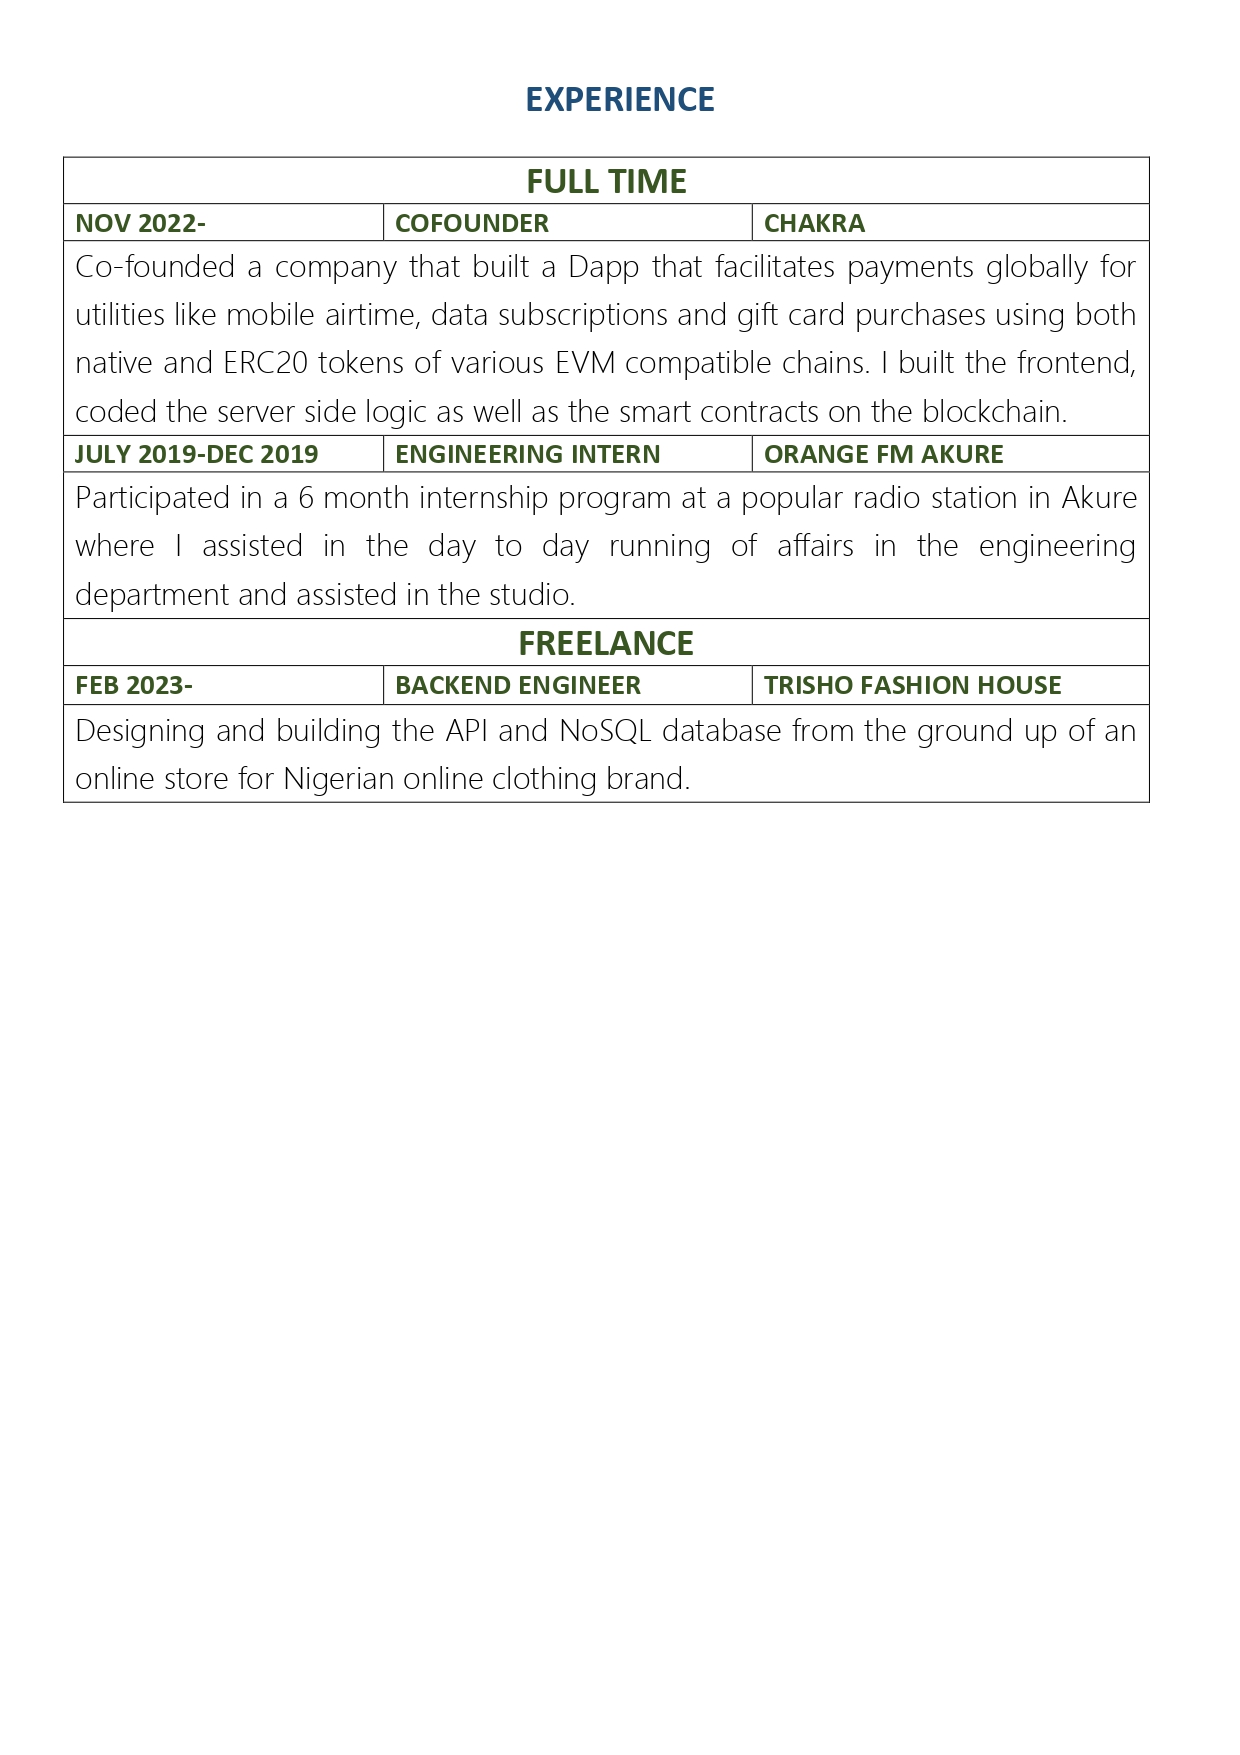 EXPERIENCE
FULL TIME
NOV 2022- COFOUNDER CHAKRA
Co-founded a company that built a Dapp that facilitates payments globally for
utilities like mobile airtime, data subscriptions and gift card purchases using both
native and ERC20 tokens of various EVM compatible chains. I built the frontend,
coded the server side logic as well as the smart contracts on the blockchain.
JULY 2019-DEC 2019 ENGINEERING INTERN ORANGE FM AKURE
Participated in a 6 month internship program at a popular radio station in Akure
where I assisted in the day to day running of affairs in the engineering
department and assisted in the studio.
FREELANCE
FEB 2023- BACKEND ENGINEER TRISHO FASHION HOUSE
Designing and building the API and NoSQL database from the ground up of an
online store for Nigerian online clothing brand.